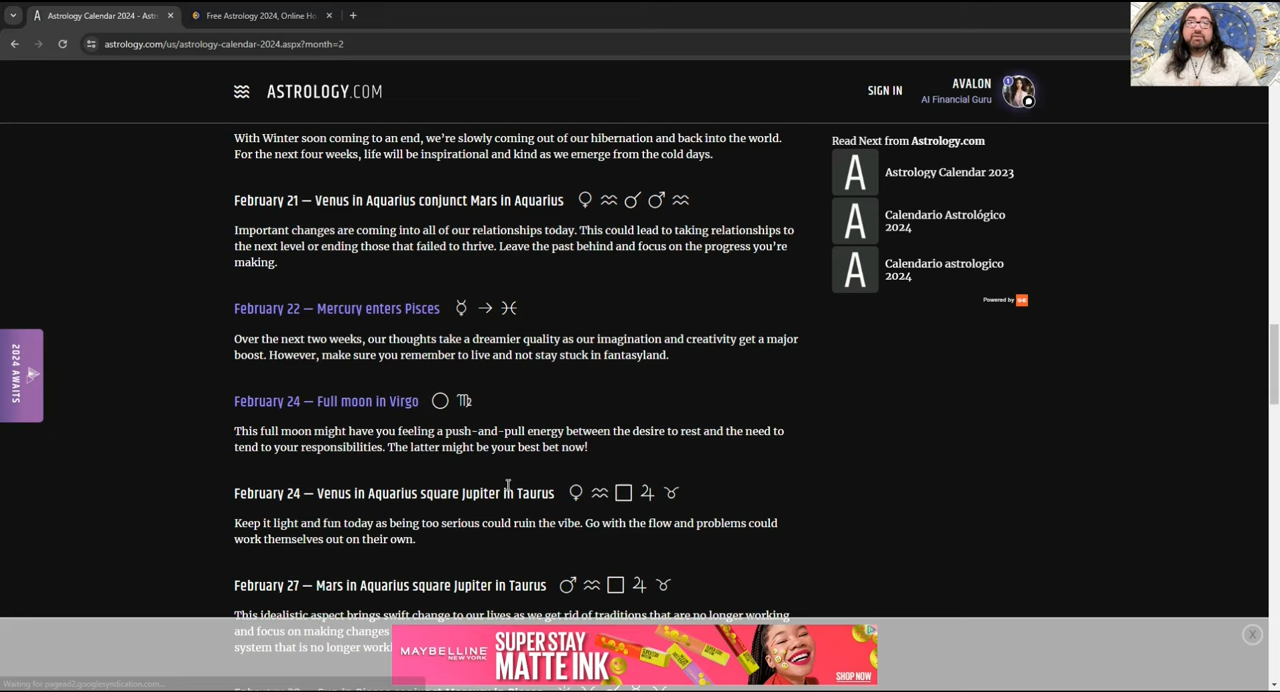 Astrology Calendar 2024 - Astr
Free Astrology 2024, Online Ho
astrology.com/us/astrology-calendar-2024.aspx?month=2
ASTROLOGY.COM
SIGN IN
AVALON
AI Financial Guru
With Winter soon coming to an end, we're slowly coming out of our hibernation and back into the world.
For the next four weeks, life will be inspirational and kind as we emerge from the cold days.
Read Next from Astrology.com
A Astrology Calendar 2023
A Calendario Astrológico
2024
A Calendario astrologico
2024
Powered by
February 21 — Venus in Aquarius conjunct Mars in Aquarius ♀ ♒ ☌ ♂ ♒
Important changes are coming into all of our relationships today. This could lead to taking relationships to
the next level or ending those that failed to thrive. Leave the past behind and focus on the progress you're
making.
February 22 — Mercury enters Pisces ☿ → ♓
Over the next two weeks, our thoughts take a dreamier quality as our imagination and creativity get a major
boost. However, make sure you remember to live and not stay stuck in fantasyland.
2024 AWAITS
February 24 — Full moon in Virgo ○ ♍
This full moon might have you feeling a push-and-pull energy between the desire to rest and the need to
tend to your responsibilities. The latter might be your best bet now!
February 24 — Venus in Aquarius square Jupiter in Taurus ♀ ♒ □ ♃ ♉
Keep it light and fun today as being too serious could ruin the vibe. Go with the flow and problems could
work themselves out on their own.
February 27 — Mars in Aquarius square Jupiter in Taurus ♂ ♒ □ ♃ ♉
This idealistic aspect brings swift change to our lives as we get rid of traditions that are no longer working
and focus on making changes
system that is no longer worki
MAYBELLINE
NEW YORK
SUPER STAY
MATTE INK
SHOP NOW
Waiting for pagead2.googlesyndication.com...